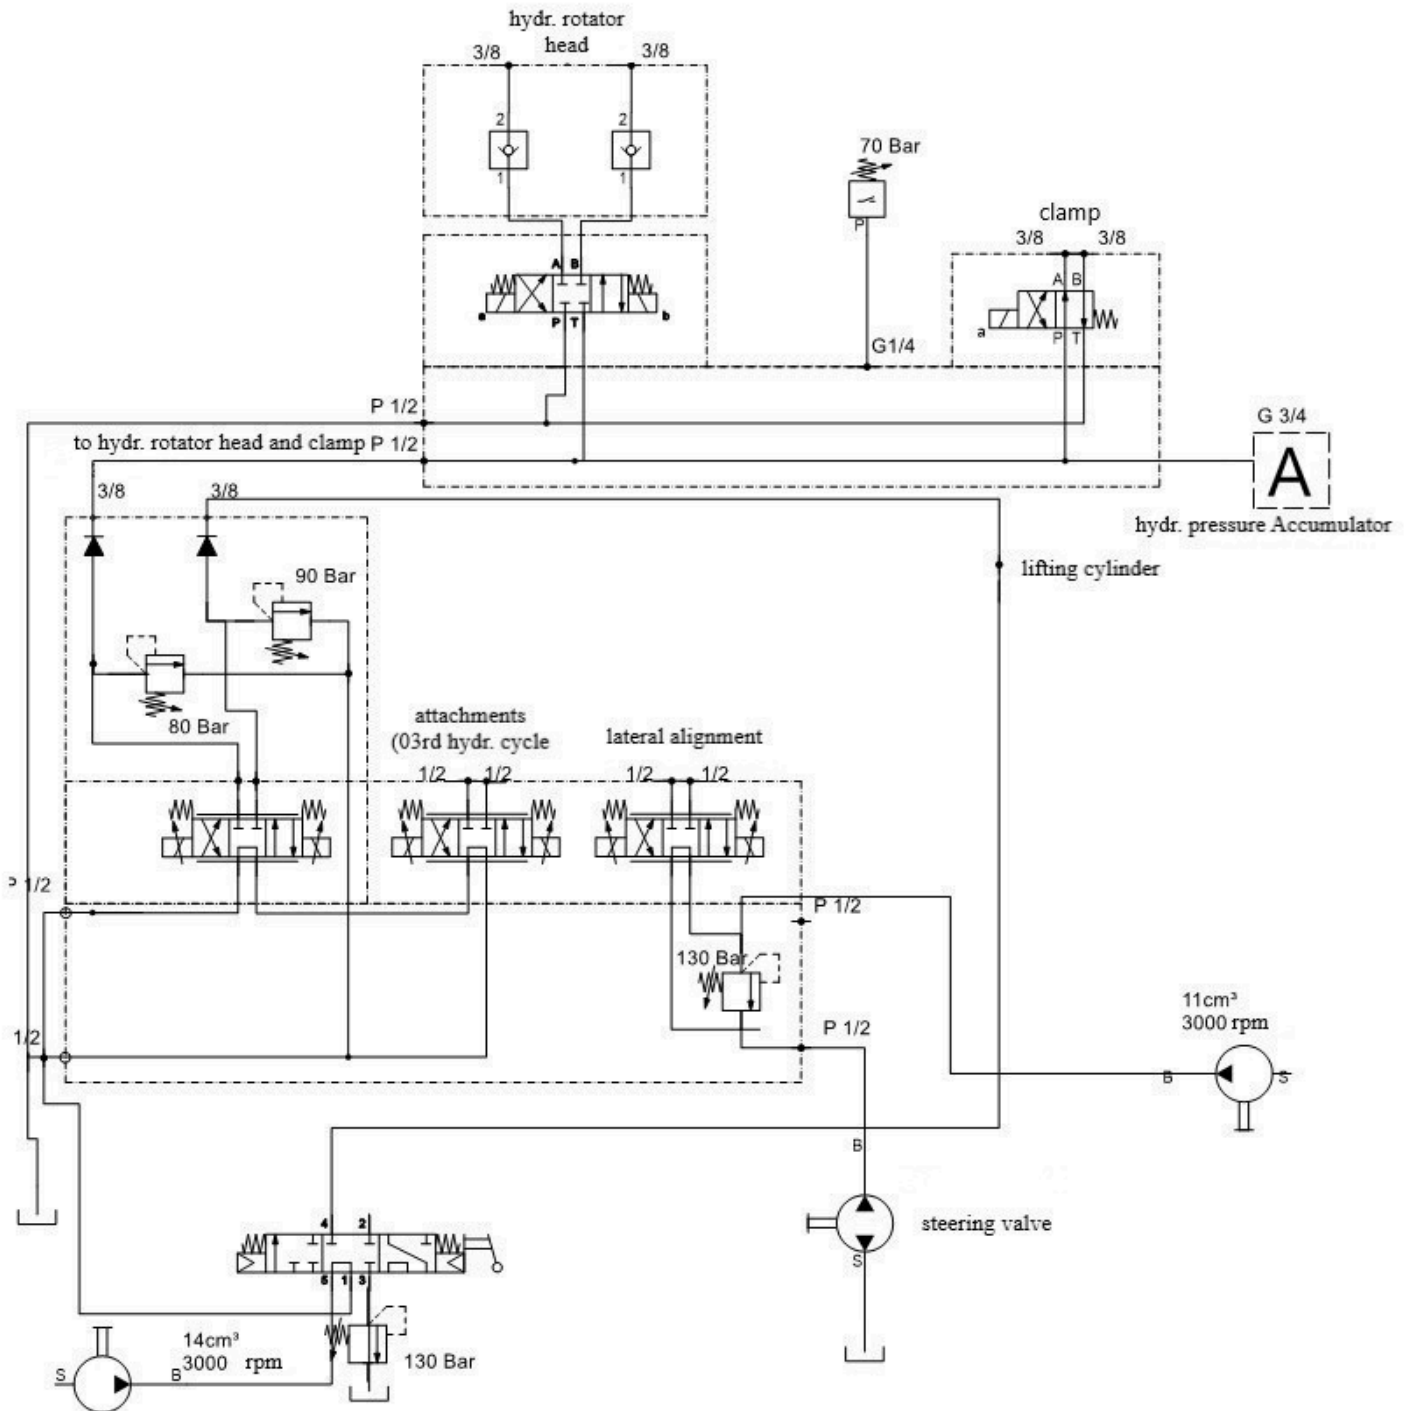 hydr. rotator
head
3/8
3/8
2
2
1
1
70 Bar
P
clamp
3/8
3/8
A B
A B
a
b
P T
a
P T
G1/4
P 1/2
to hydr. rotator head and clamp P 1/2
G 3/4
A
hydr. pressure Accumulator
3/8
3/8
lifting cylinder
90 Bar
80 Bar
attachments
(03rd hydr. cycle
lateral alignment
1/2
1/2
1/2
1/2
P 1/2
P 1/2
130 Bar
1/2
P 1/2
11cm³
3000 rpm
B
S
B
steering valve
S
4
2
5
1
3
14cm³
3000 rpm
S
B
130 Bar